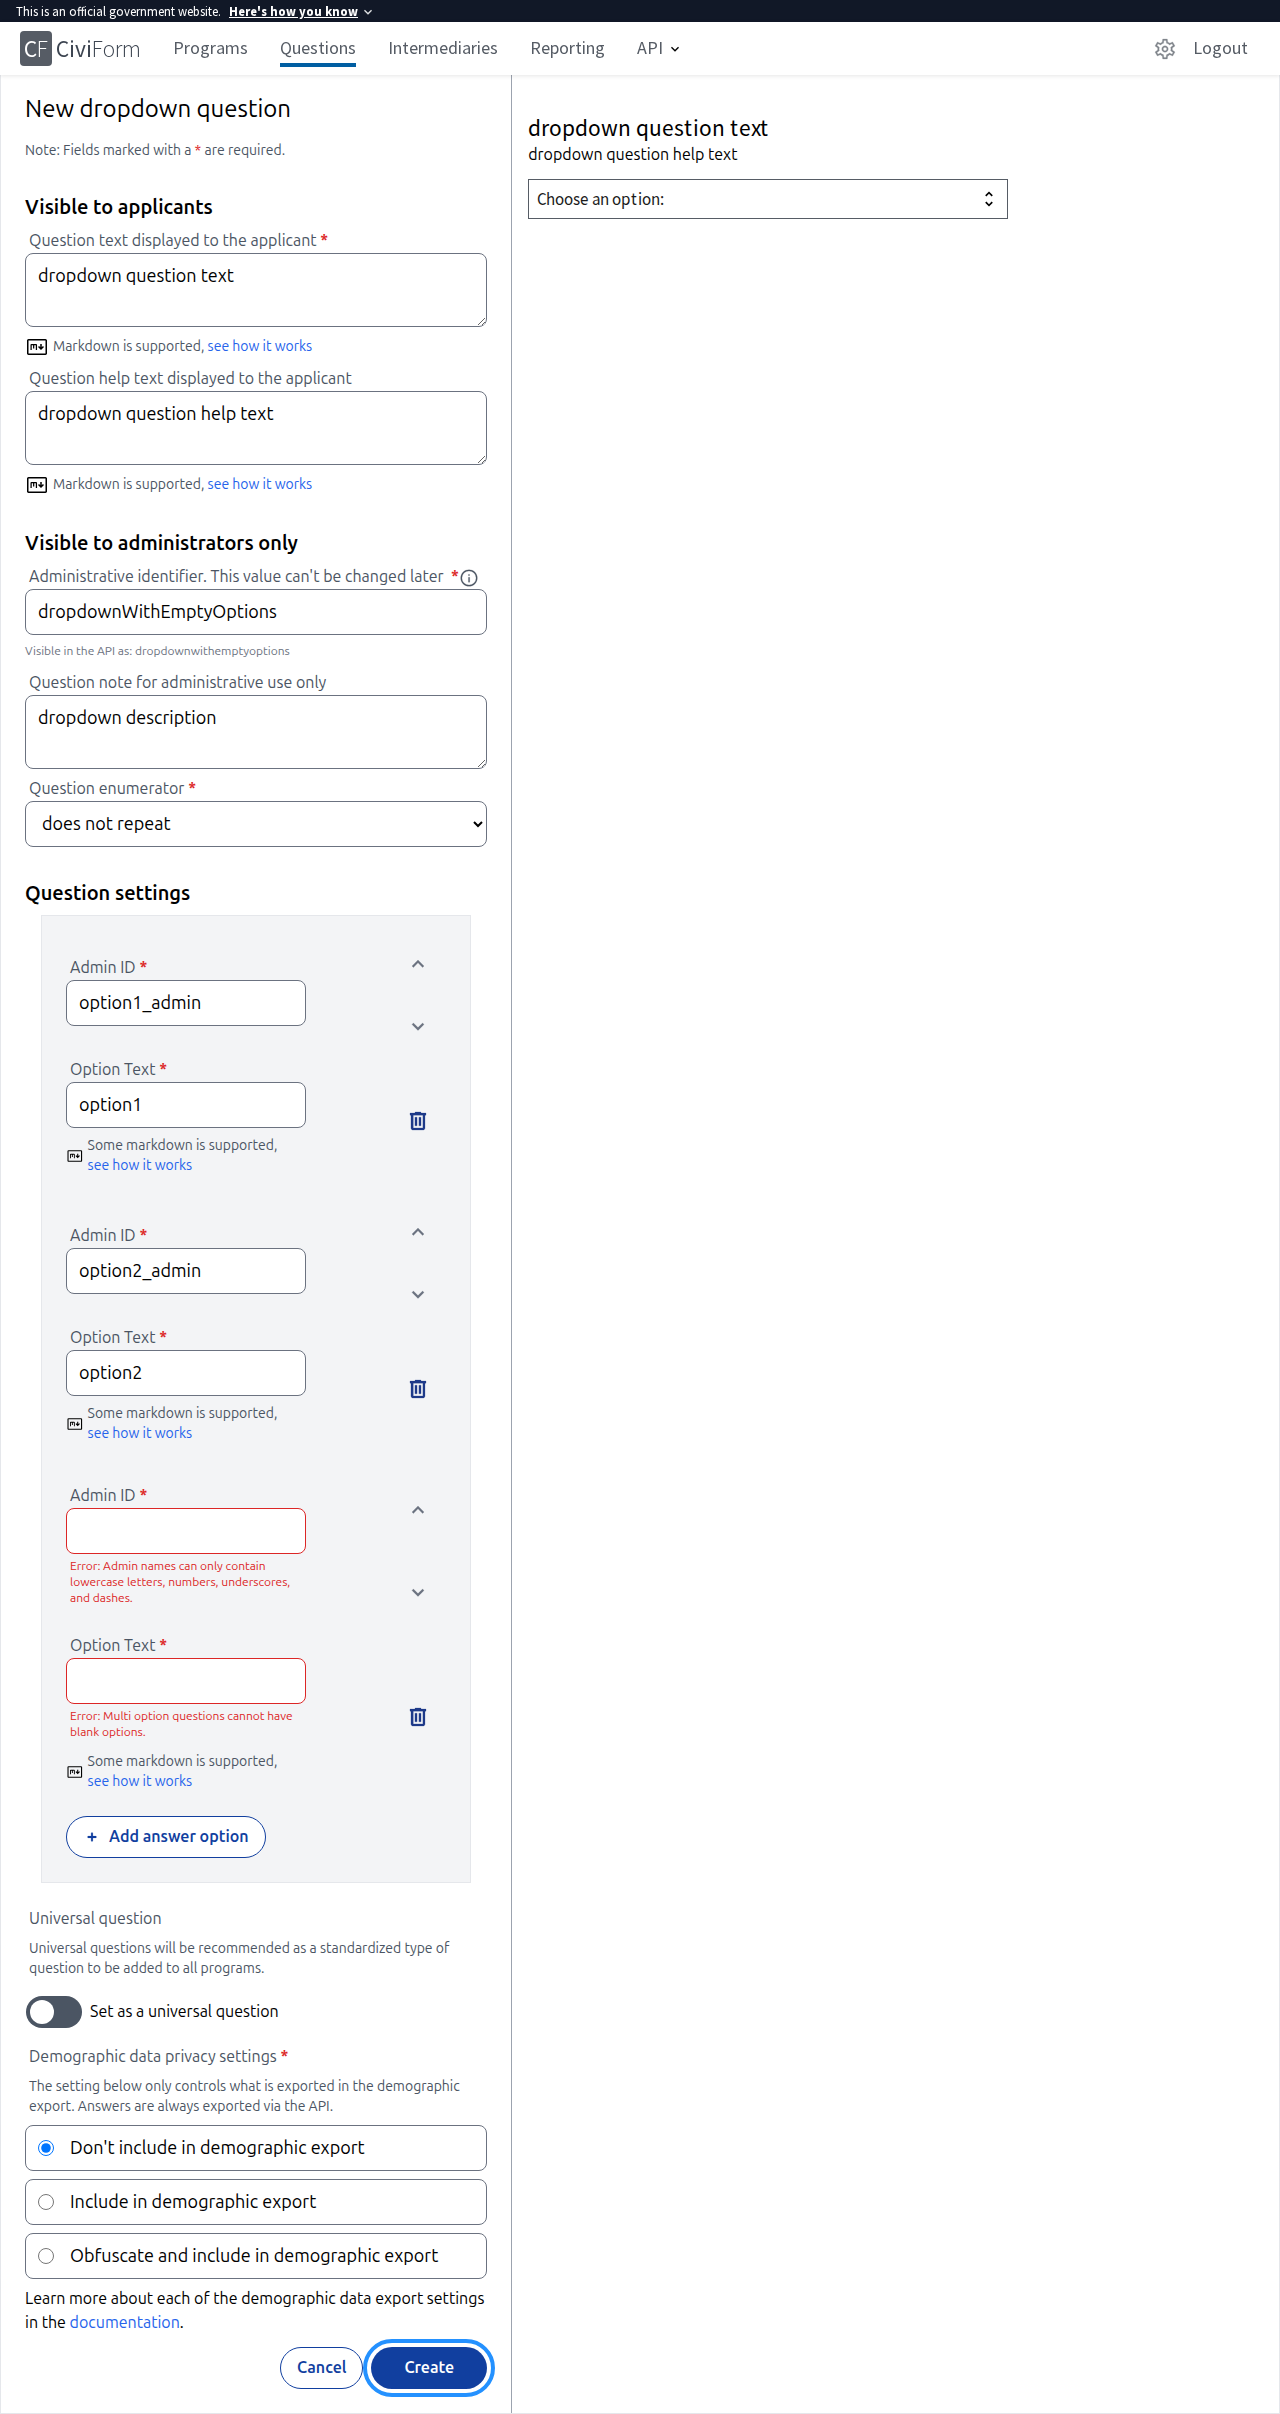 This is an official government website. Here's how you know
CF CiviForm Programs Questions Intermediaries Reporting API Logout
New dropdown question
Note: Fields marked with a * are required.
Visible to applicants
Question text displayed to the applicant *
dropdown question text
Markdown is supported, see how it works
Question help text displayed to the applicant
dropdown question help text
Markdown is supported, see how it works
Visible to administrators only
Administrative identifier. This value can't be changed later *
dropdownWithEmptyOptions
Visible in the API as: dropdownwithemptyoptions
Question note for administrative use only
dropdown description
Question enumerator *
does not repeat
Question settings
Admin ID *
option1_admin
Option Text *
option1
Some markdown is supported,
see how it works
Admin ID *
option2_admin
Option Text *
option2
Some markdown is supported,
see how it works
Admin ID *
Error: Admin names can only contain
lowercase letters, numbers, underscores,
and dashes.
Option Text *
Error: Multi option questions cannot have
blank options.
Some markdown is supported,
see how it works
+ Add answer option
Universal question
Universal questions will be recommended as a standardized type of
question to be added to all programs.
Set as a universal question
Demographic data privacy settings *
The setting below only controls what is exported in the demographic
export. Answers are always exported via the API.
Don't include in demographic export
Include in demographic export
Obfuscate and include in demographic export
Learn more about each of the demographic data export settings
in the documentation.
Cancel Create
dropdown question text
dropdown question help text
Choose an option: